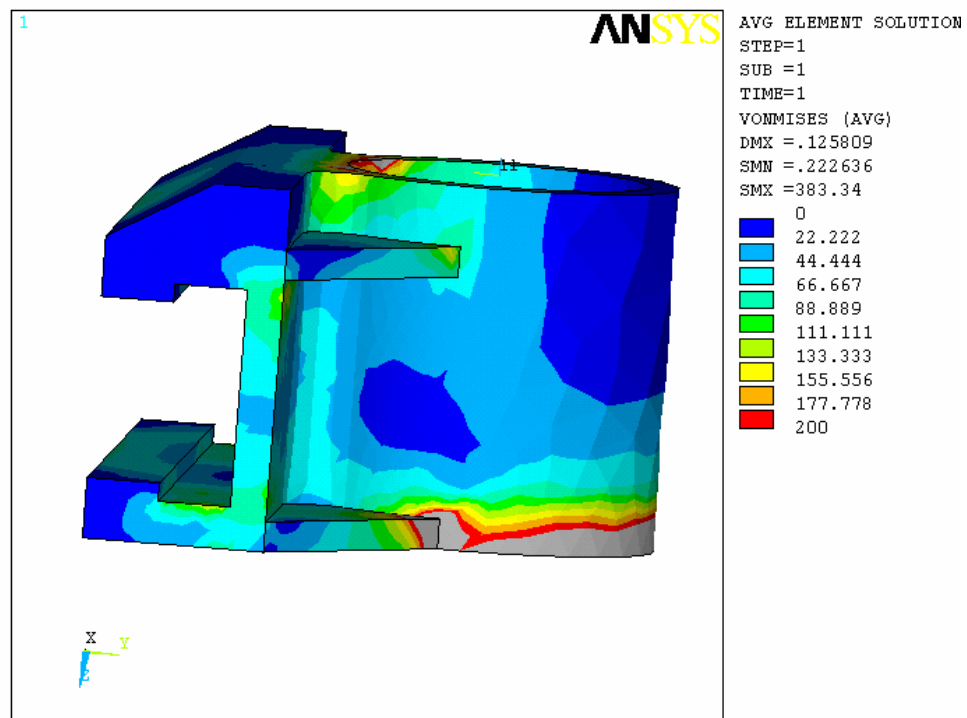 1
ANSYS
AVG ELEMENT SOLUTION
STEP=1
SUB =1
TIME=1
VONMISES (AVG)
DMX =.125809
SMN =.222636
SMX =383.34
0
22.222
44.444
66.667
88.889
111.111
133.333
155.556
177.778
200
11
X
Y
Z